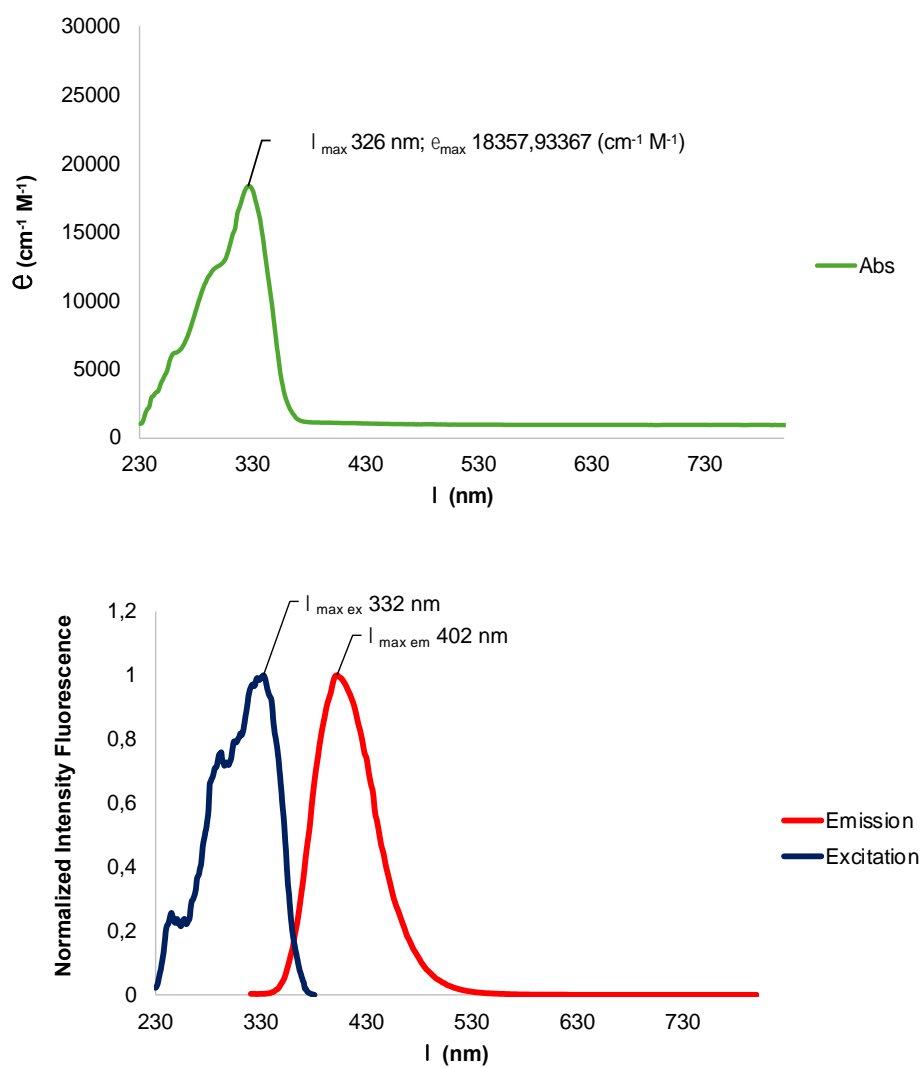 30000
25000
l max 326 nm; emax 18357,93367 (cm-1 M-1)
20000
15000
e (cm-1 M-1)
Abs
10000
5000
0
230 330 430 530 630 730
l (nm)
l max ex 332 nm
1,2
l max em 402 nm
1
0,8
Normalized Intensity Fluorescence
0,6
Emission
Excitation
0,4
0,2
0
230 330 430 530 630 730
l (nm)